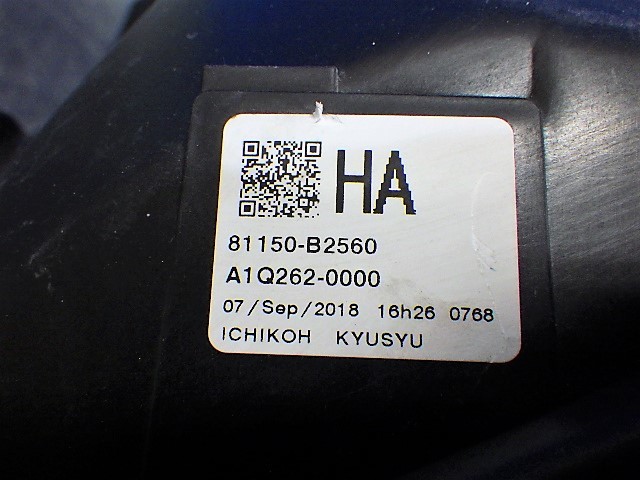 HA
81150-B2560
A1Q262-0000
07/Sep/2018 16h26 0768
ICHIKOH KYUSYU